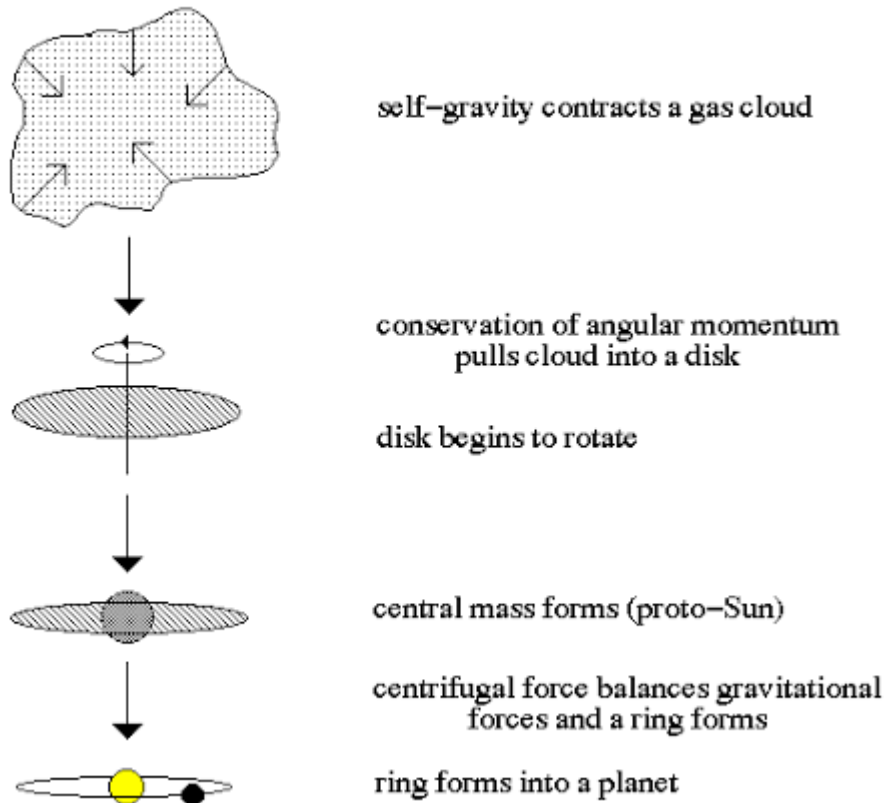 self-gravity contracts a gas cloud
conservation of angular momentum
pulls cloud into a disk
disk begins to rotate
central mass forms (proto-Sun)
centrifugal force balances gravitational
forces and a ring forms
ring forms into a planet